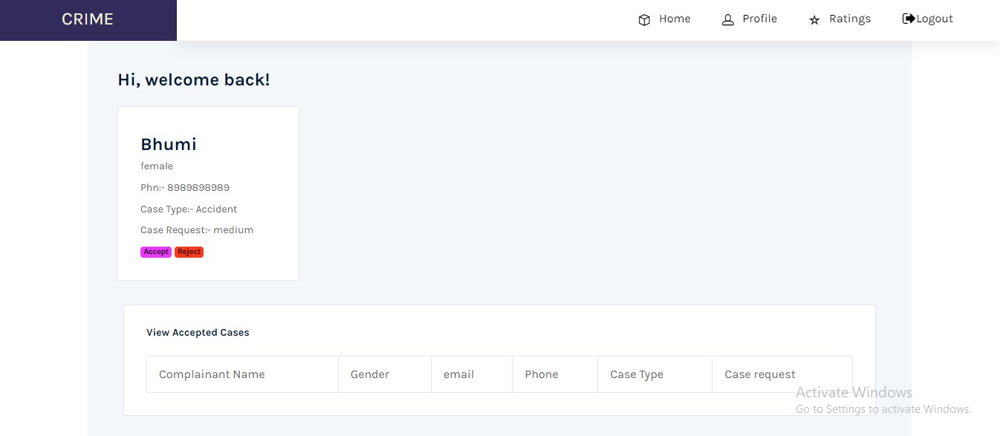 CRIME
Home Profile Ratings Logout
Hi, welcome back!
Bhumi
female
Phn:- 8989898989
Case Type:- Accident
Case Request:- medium
Accept Reject
View Accepted Cases
Complainant Name Gender email Phone Case Type Case request
Activate Windows
Go to Settings to activate Windows.